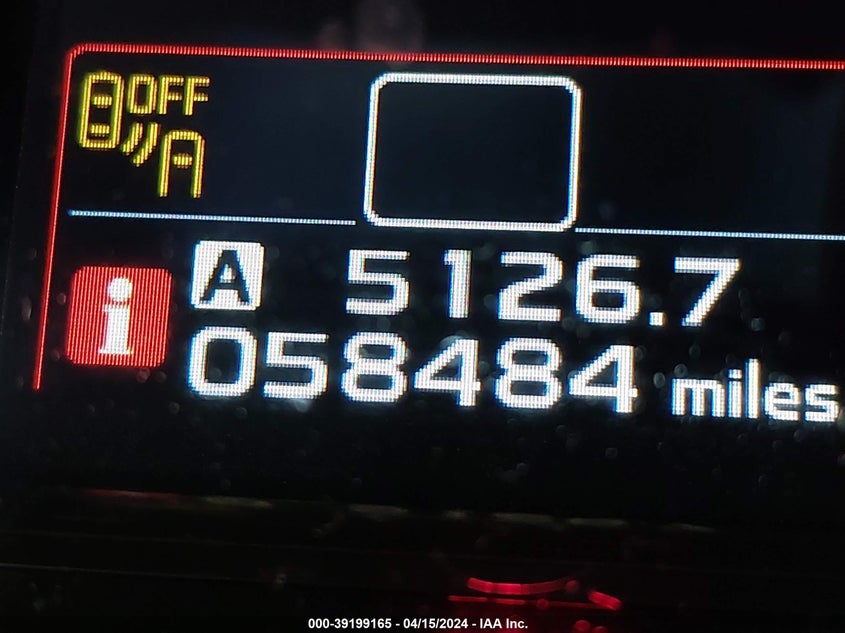 OFF
A
A 5126.7
i 058484 miles
000-39199165 - 04/15/2024 - IAA Inc.